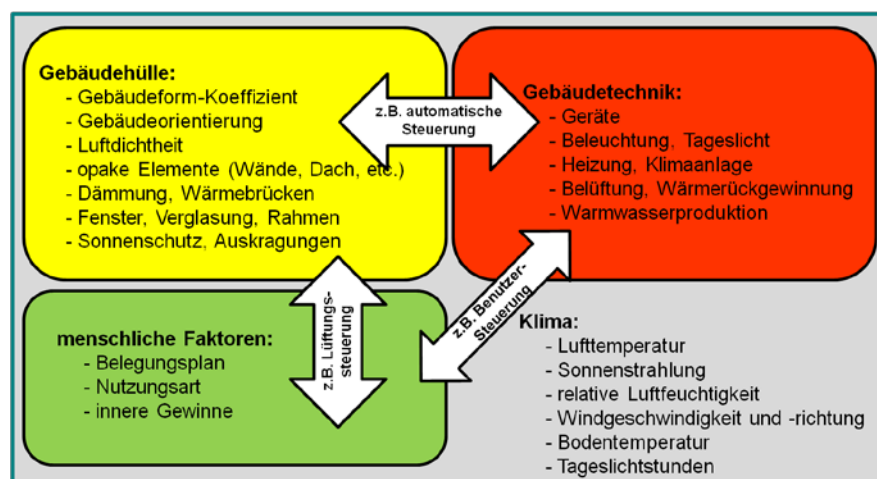 Gebäudehülle:
- Gebäudeform-Koeffizient
- Gebäudeorientierung
- Luftdichtheit
- opake Elemente (Wände, Dach, etc.)
- Dämmung, Wärmebrücken
- Fenster, Verglasung, Rahmen
- Sonnenschutz, Auskragungen
z.B. automatische
Steuerung
Gebäudetechnik:
- Geräte
- Beleuchtung, Tageslicht
- Heizung, Klimaanlage
- Belüftung, Wärmerückgewinnung
- Warmwasserproduktion
menschliche Faktoren:
- Belegungsplan
- Nutzungsart
- innere Gewinne
z.B. Lüftungs-
steuerung
z.B. Benutzer-
Steuerung
Klima:
- Lufttemperatur
- Sonnenstrahlung
- relative Luftfeuchtigkeit
- Windgeschwindigkeit und -richtung
- Bodentemperatur
- Tageslichtstunden